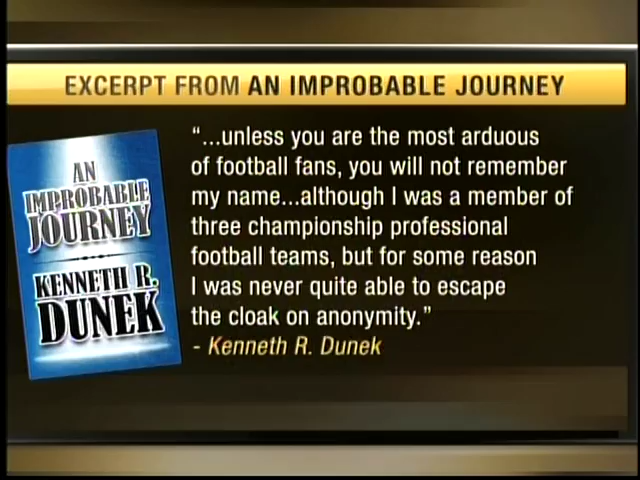 EXCERPT FROM AN IMPROBABLE JOURNEY
AN
IMPROBABLE
JOURNEY
KENNETH R.
DUNEK
“...unless you are the most arduous
of football fans, you will not remember
my name...although I was a member of
three championship professional
football teams, but for some reason
I was never quite able to escape
the cloak on anonymity.”
- Kenneth R. Dunek